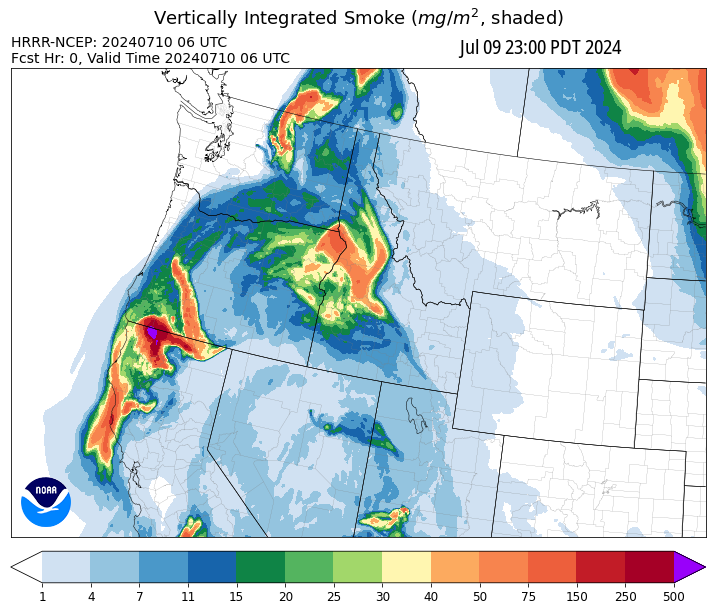 Vertically Integrated Smoke (mg/m², shaded)
HRRR-NCEP: 20240710 06 UTC
Fcst Hr: 0, Valid Time 20240710 06 UTC
Jul 09 23:00 PDT 2024
NOAA
1 4 7 11 15 20 25 30 40 50 75 150 250 500